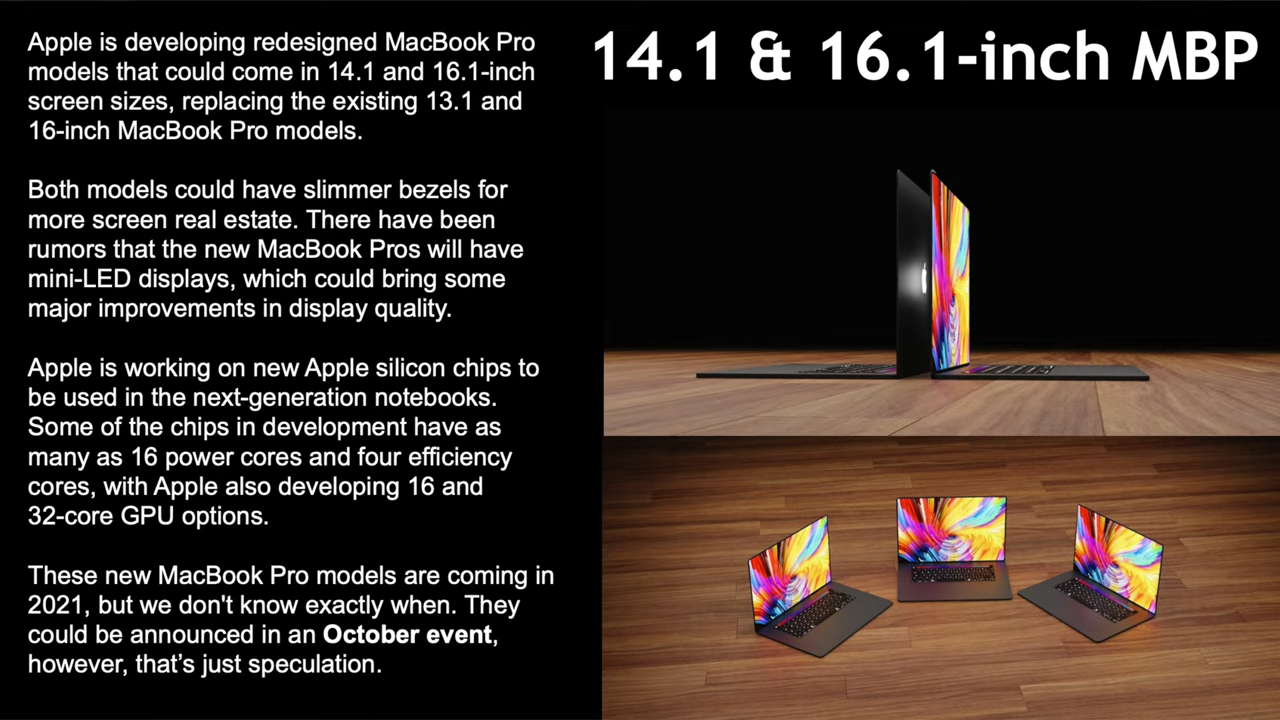 14.1 & 16.1-inch MBP
Apple is developing redesigned MacBook Pro
models that could come in 14.1 and 16.1-inch
screen sizes, replacing the existing 13.1 and
16-inch MacBook Pro models.
Both models could have slimmer bezels for
more screen real estate. There have been
rumors that the new MacBook Pros will have
mini-LED displays, which could bring some
major improvements in display quality.
Apple is working on new Apple silicon chips to
be used in the next-generation notebooks.
Some of the chips in development have as
many as 16 power cores and four efficiency
cores, with Apple also developing 16 and
32-core GPU options.
These new MacBook Pro models are coming in
2021, but we don't know exactly when. They
could be announced in an October event,
however, that’s just speculation.